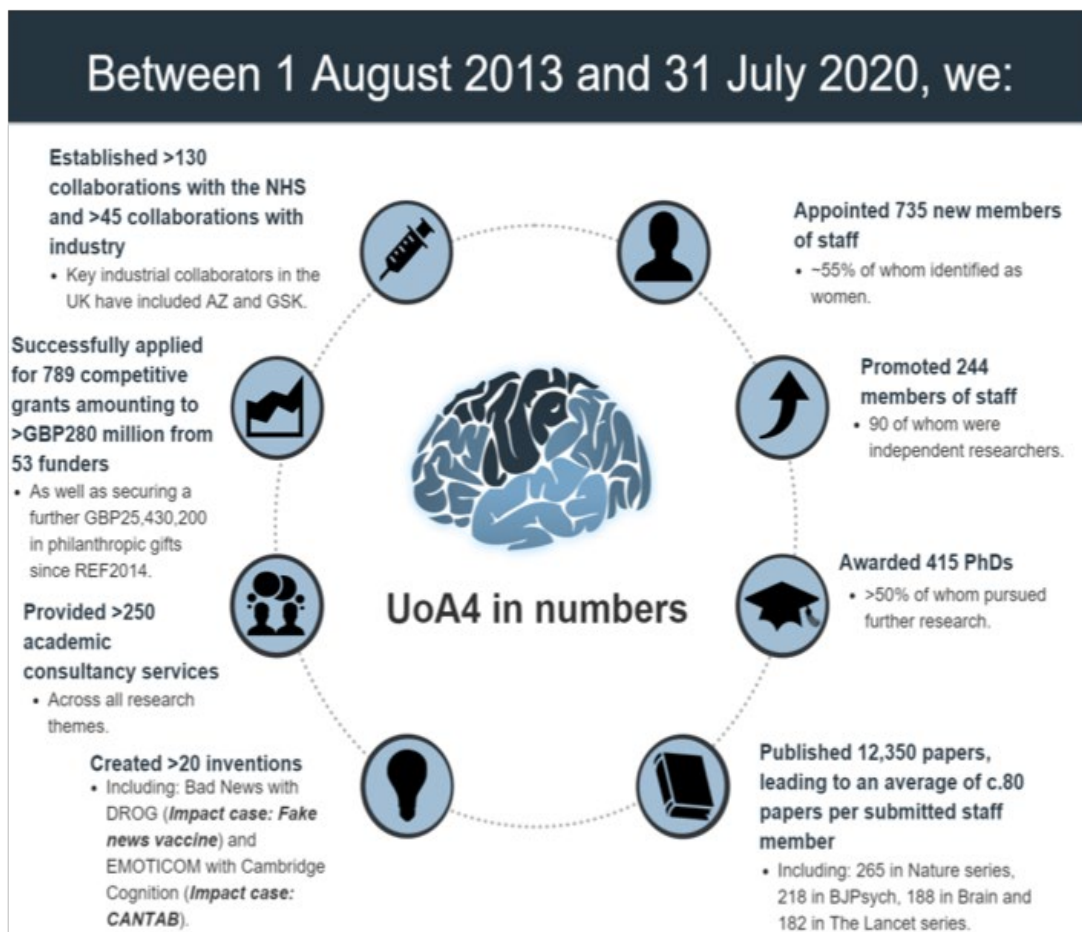 Between 1 August 2013 and 31 July 2020, we:
Established >130
collaborations with the NHS
and >45 collaborations with
industry
• Key industrial collaborators in the
UK have included AZ and GSK.
Successfully applied
for 789 competitive
grants amounting to
>GBP280 million from
53 funders
• As well as securing a
further GBP25,430,200
in philanthropic gifts
since REF2014.
Provided >250
academic
consultancy services
• Across all research
themes.
Created >20 inventions
• Including: Bad News with
DROG (Impact case: Fake
news vaccine) and
EMOTICOM with Cambridge
Cognition (Impact case:
CANTAB).
UoA4 in numbers
Appointed 735 new members
of staff
• ~55% of whom identified as
women.
Promoted 244
members of staff
• 90 of whom were
independent researchers.
Awarded 415 PhDs
• >50% of whom pursued
further research.
Published 12,350 papers,
leading to an average of c.80
papers per submitted staff
member
• Including: 265 in Nature series,
218 in BJPsych, 188 in Brain and
182 in The Lancet series.